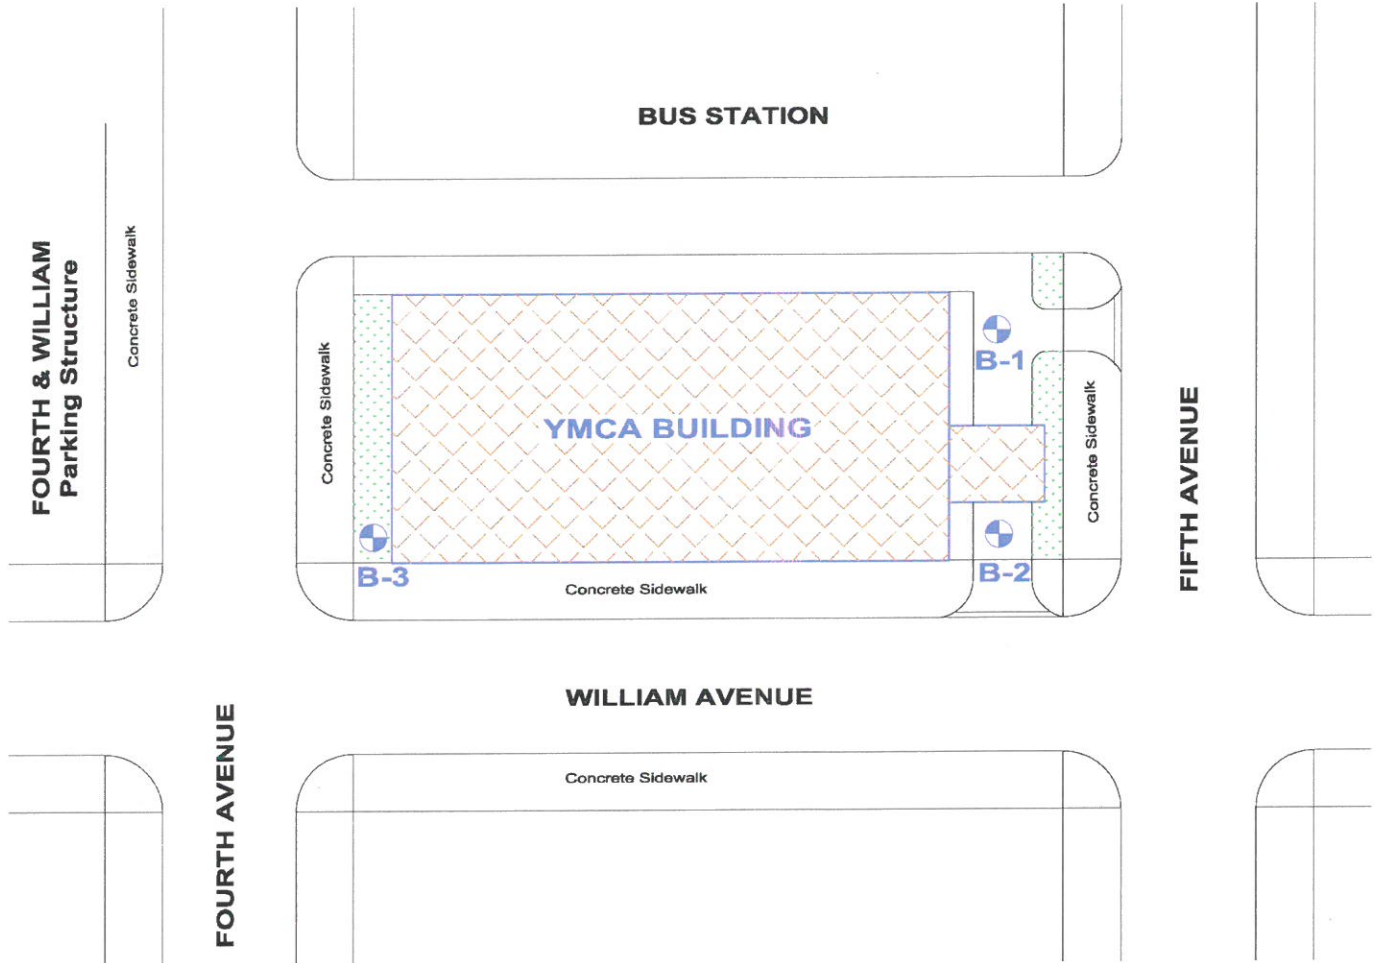 BUS STATION
FOURTH & WILLIAM
Parking Structure
Concrete Sidewalk
Concrete Sidewalk
YMCA BUILDING
B-1
Concrete Sidewalk
FIFTH AVENUE
B-3
B-2
Concrete Sidewalk
WILLIAM AVENUE
FOURTH AVENUE
Concrete Sidewalk